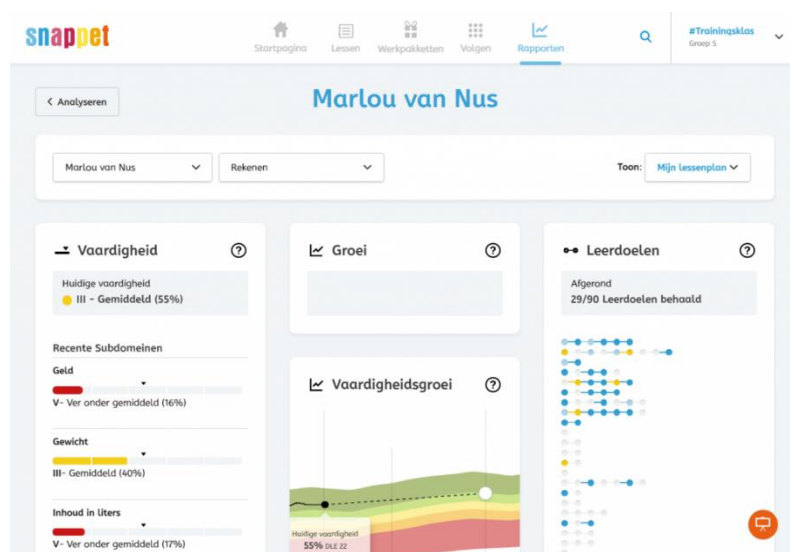 snappet
Startpagina
Lessen
Werkpakketten
Volgen
Rapporten
#Trainingsklas
Groep 5
Analyseren
Marlou van Nus
Marlou van Nus
Rekenen
Toon:
Mijn lessenplan
Vaardigheid
Huidige vaardigheid
III - Gemiddeld (55%)
Recente Subdomeinen
Geld
V- Ver onder gemiddeld (16%)
Gewicht
III- Gemiddeld (40%)
Inhoud in liters
V- Ver onder gemiddeld (17%)
Groei
Vaardigheidsgroei
Huidige vaardigheid
55% DLE 22
Leerdoelen
Afgerond
29/90 Leerdoelen behaald